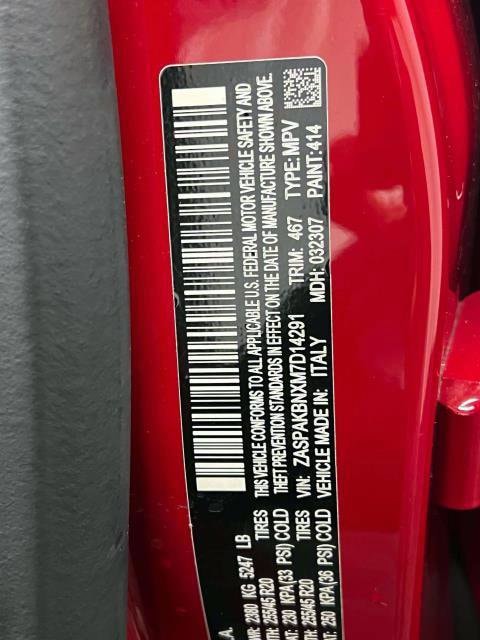 THIS VEHICLE CONFORMS TO ALL APPLICABLE U.S. FEDERAL MOTOR VEHICLE SAFETY AND
THEFT PREVENTION STANDARDS IN EFFECT ON THE DATE OF MANUFACTURE SHOWN ABOVE.
VIN: ZASPAKBNXM7D14291 TRIM: 467 TYPE: MPV
VEHICLE MADE IN: ITALY MDH: 032307 PAINT: 414
.A.
2380 KG 5247 LB
TIRES
255/45 R20
230 KPA(33 PSI) COLD
TIRES
255/45 R20
250 KPA(36 PSI) COLD